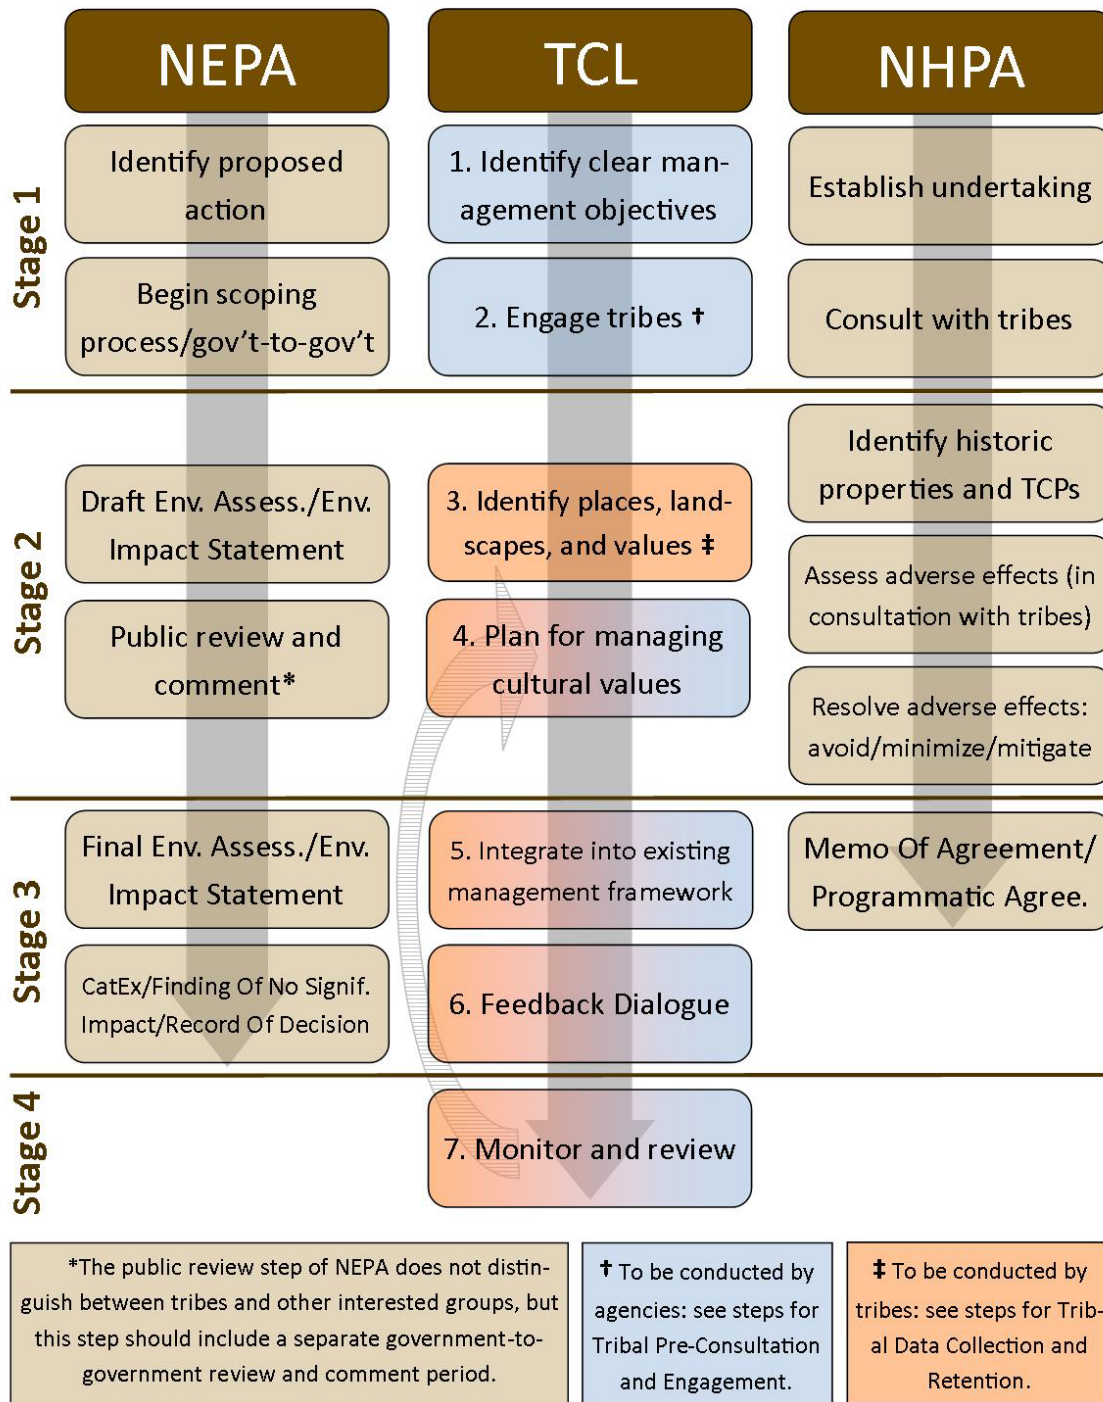 NEPA
TCL
NHPA
Stage 1
Identify proposed
action
1. Identify clear man-
agement objectives
Establish undertaking
Begin scoping
process/gov’t-to-gov’t
2. Engage tribes †
Consult with tribes
Stage 2
Draft Env. Assess./Env.
Impact Statement
Public review and
comment*
3. Identify places, land-
scapes, and values ‡
4. Plan for managing
cultural values
Identify historic
properties and TCPs
Assess adverse effects (in
consultation with tribes)
Resolve adverse effects:
avoid/minimize/mitigate
Stage 3
Final Env. Assess./Env.
Impact Statement
CatEx/Finding Of No Signif.
Impact/Record Of Decision
5. Integrate into existing
management framework
6. Feedback Dialogue
Memo Of Agreement/
Programmatic Agree.
Stage 4
7. Monitor and review
*The public review step of NEPA does not distin-
guish between tribes and other interested groups, but
this step should include a separate government-to-
government review and comment period.
† To be conducted by
agencies: see steps for
Tribal Pre-Consultation
and Engagement.
‡ To be conducted by
tribes: see steps for Trib-
al Data Collection and
Retention.